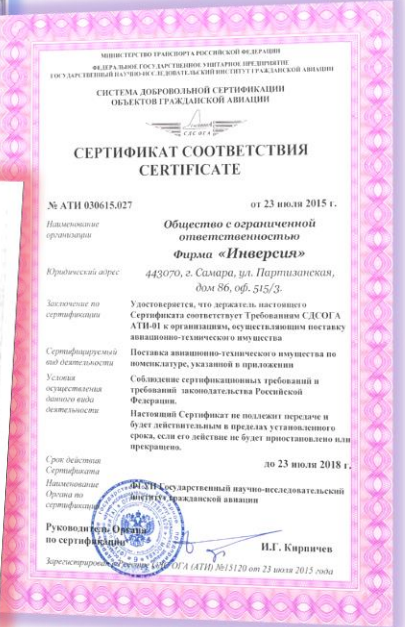 МИНИСТЕРСТВО ТРАНСПОРТА РОССИЙСКОЙ ФЕДЕРАЦИИ
ФЕДЕРАЛЬНОЕ ГОСУДАРСТВЕННОЕ УНИТАРНОЕ ПРЕДПРИЯТИЕ
ГОСУДАРСТВЕННЫЙ НАУЧНО-ИССЛЕДОВАТЕЛЬСКИЙ ИНСТИТУТ ГРАЖДАНСКОЙ АВИАЦИИ
СИСТЕМА ДОБРОВОЛЬНОЙ СЕРТИФИКАЦИИ
ОБЪЕКТОВ ГРАЖДАНСКОЙ АВИАЦИИ
СДСОГА
СЕРТИФИКАТ СООТВЕТСТВИЯ
CERTIFICATE
№ АТИ 030615.027 от 23 июля 2015 г.
Наименование организации
Общество с ограниченной
ответственностью
Фирма «Инверсия»
Юридический адрес
443070, г. Самара, ул. Партизанская,
дом 86, оф. 515/3.
Заключение по
сертификации
Удостоверяется, что держатель настоящего
Сертификата соответствует Требованиям СДСОГА
АТИ-01 к организациям, осуществляющим поставку
авиационно-технического имущества
Сертифицируемый
вид деятельности
Поставка авиационно-технического имущества по
номенклатуре, указанной в приложении
Условия
осуществления
данного вида
деятельности
Соблюдение сертификационных требований и
требований законодательства Российской
Федерации.
Настоящий Сертификат не подлежит передаче и
будет действительным в пределах установленного
срока, если его действие не будет приостановлено или
прекращено.
Срок действия
Сертификата
до 23 июля 2018 г.
Наименование
Органа по
сертификации
ФГУП Государственный научно-исследовательский
институт гражданской авиации
Руководитель Органа
по сертификации
И.Г. Кирпичев
Зарегистрирован в реестре СДСОГА (АТИ) №15120 от 23 июля 2015 года